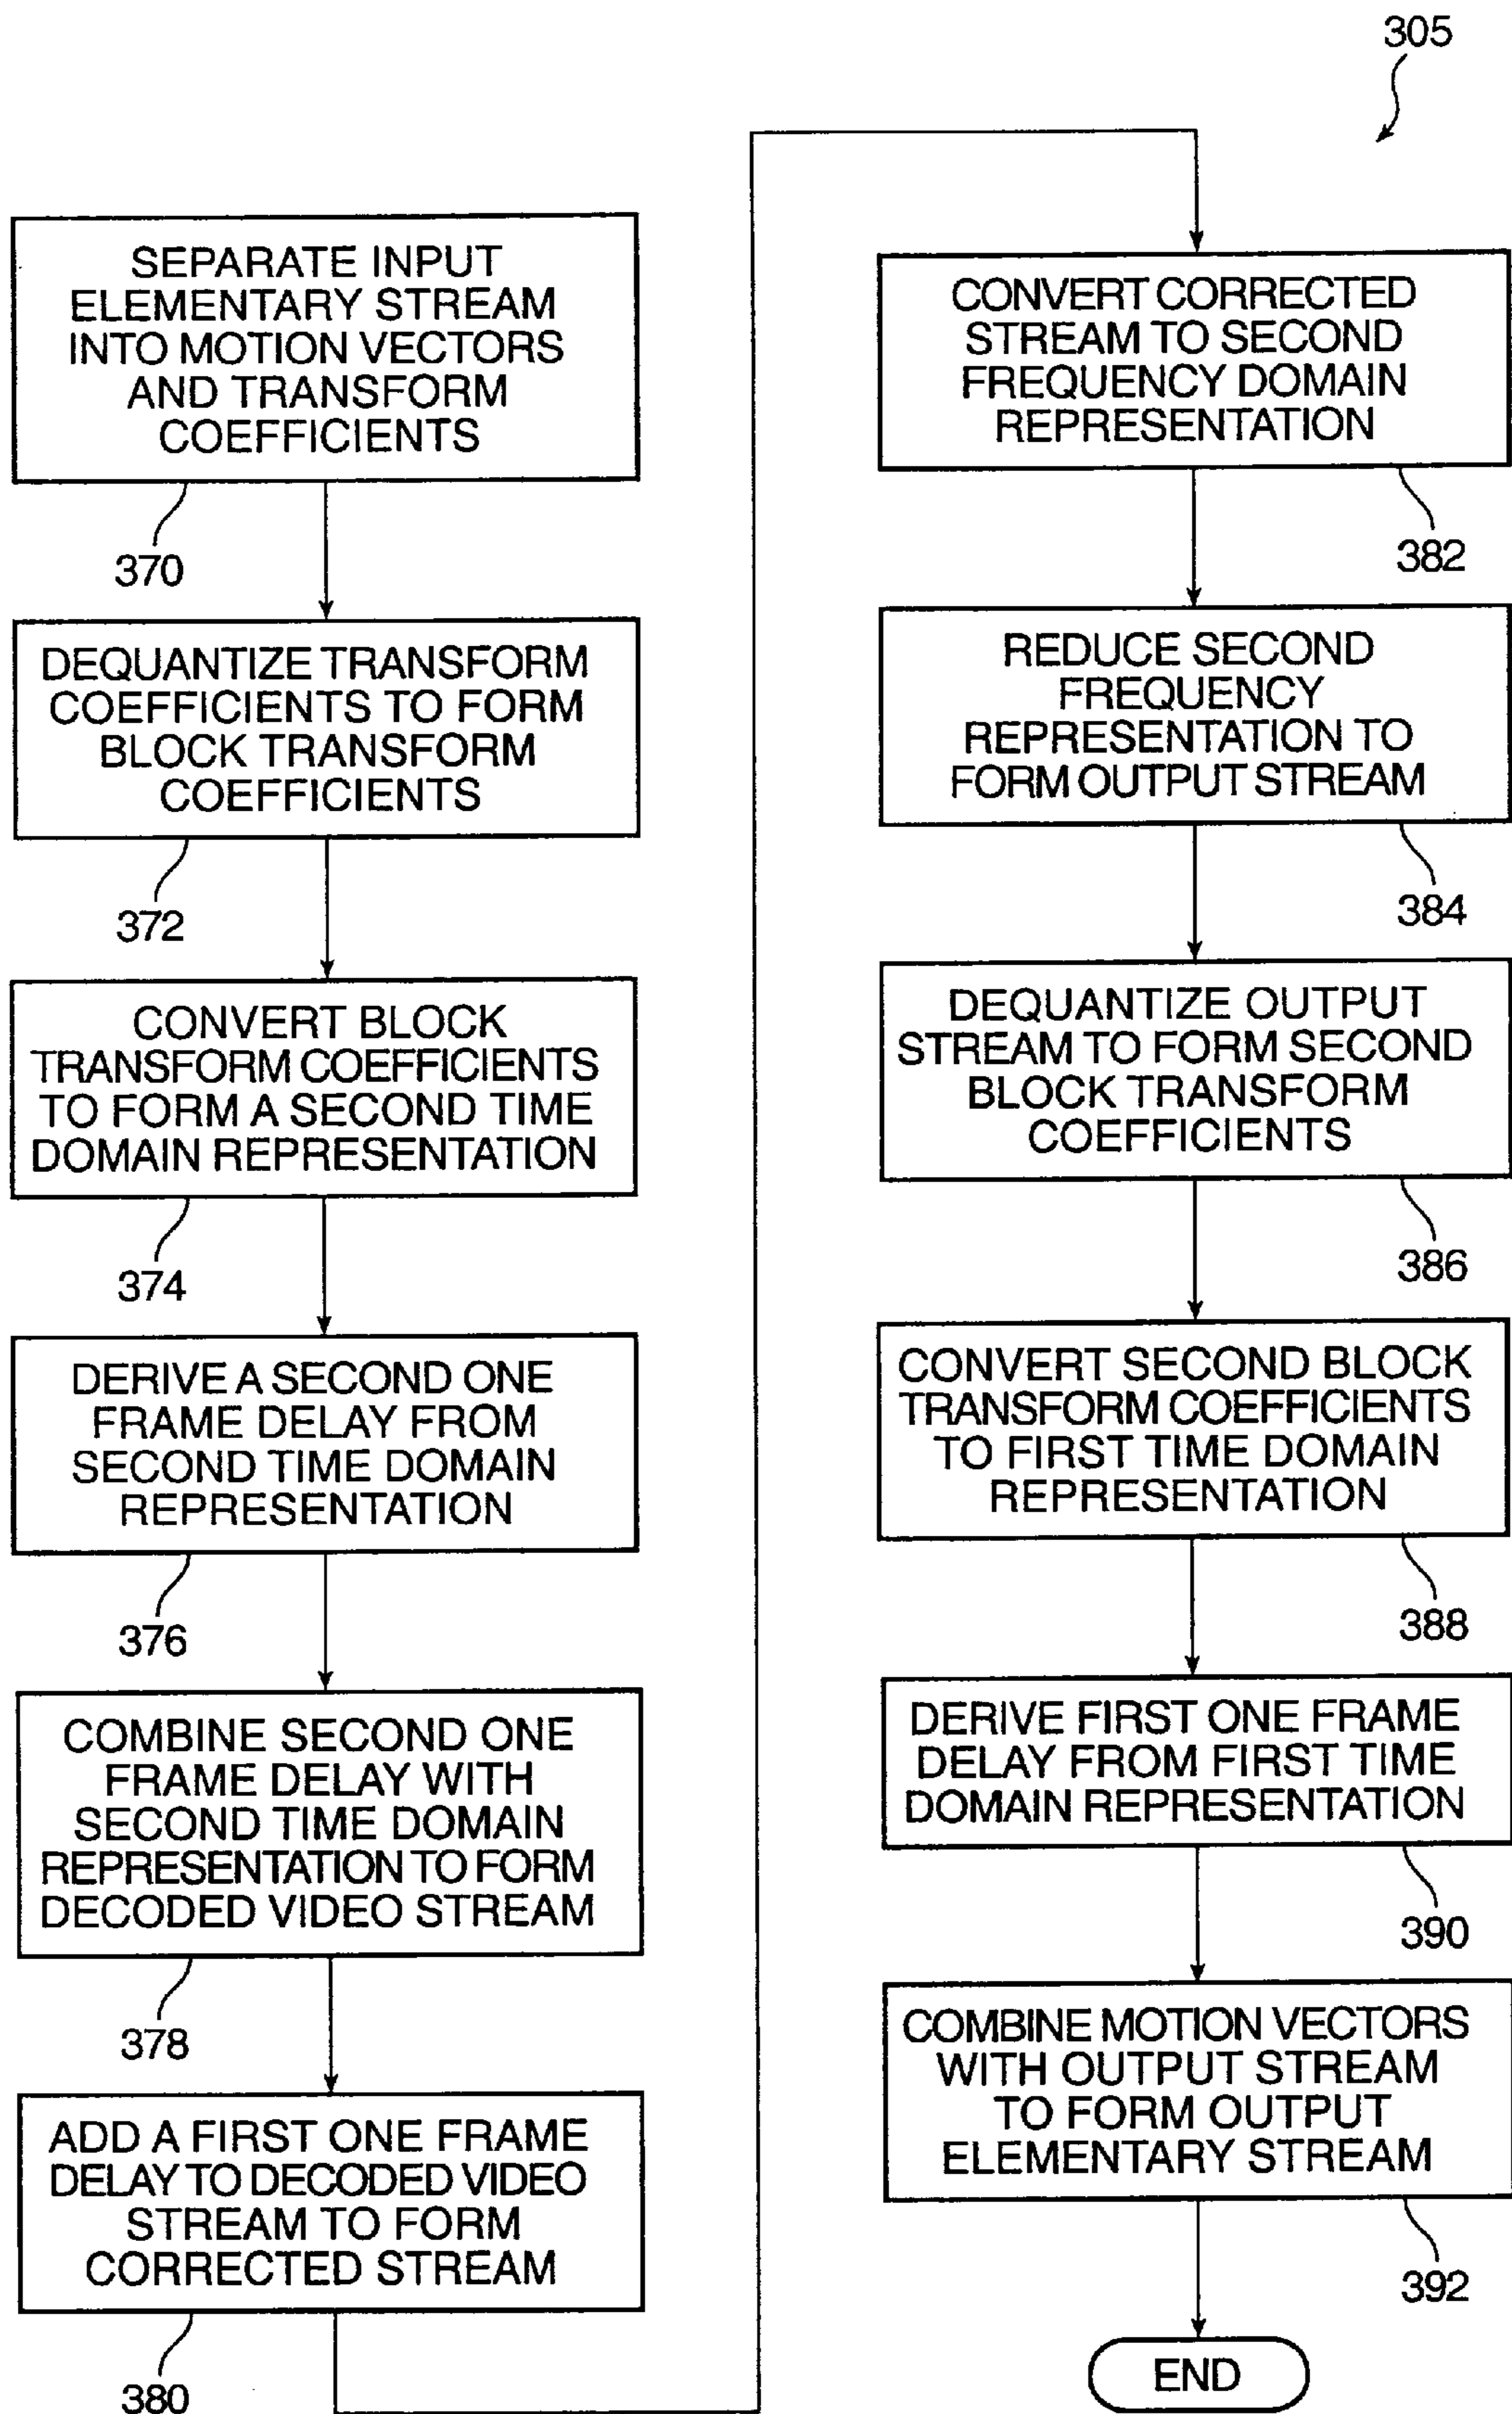 305
SEPARATE INPUT
ELEMENTARY STREAM
INTO MOTION VECTORS
AND TRANSFORM
COEFFICIENTS
370
DEQUANTIZE TRANSFORM
COEFFICIENTS TO FORM
BLOCK TRANSFORM
COEFFICIENTS
372
CONVERT BLOCK
TRANSFORM COEFFICIENTS
TO FORM A SECOND TIME
DOMAIN REPRESENTATION
374
DERIVE A SECOND ONE
FRAME DELAY FROM
SECOND TIME DOMAIN
REPRESENTATION
376
COMBINE SECOND ONE
FRAME DELAY WITH
SECOND TIME DOMAIN
REPRESENTATION TO FORM
DECODED VIDEO STREAM
378
ADD A FIRST ONE FRAME
DELAY TO DECODED VIDEO
STREAM TO FORM
CORRECTED STREAM
380
CONVERT CORRECTED
STREAM TO SECOND
FREQUENCY DOMAIN
REPRESENTATION
382
REDUCE SECOND
FREQUENCY
REPRESENTATION TO
FORM OUTPUT STREAM
384
DEQUANTIZE OUTPUT
STREAM TO FORM SECOND
BLOCK TRANSFORM
COEFFICIENTS
386
CONVERT SECOND BLOCK
TRANSFORM COEFFICIENTS
TO FIRST TIME DOMAIN
REPRESENTATION
388
DERIVE FIRST ONE FRAME
DELAY FROM FIRST TIME
DOMAIN REPRESENTATION
390
COMBINE MOTION VECTORS
WITH OUTPUT STREAM
TO FORM OUTPUT
ELEMENTARY STREAM
392
END